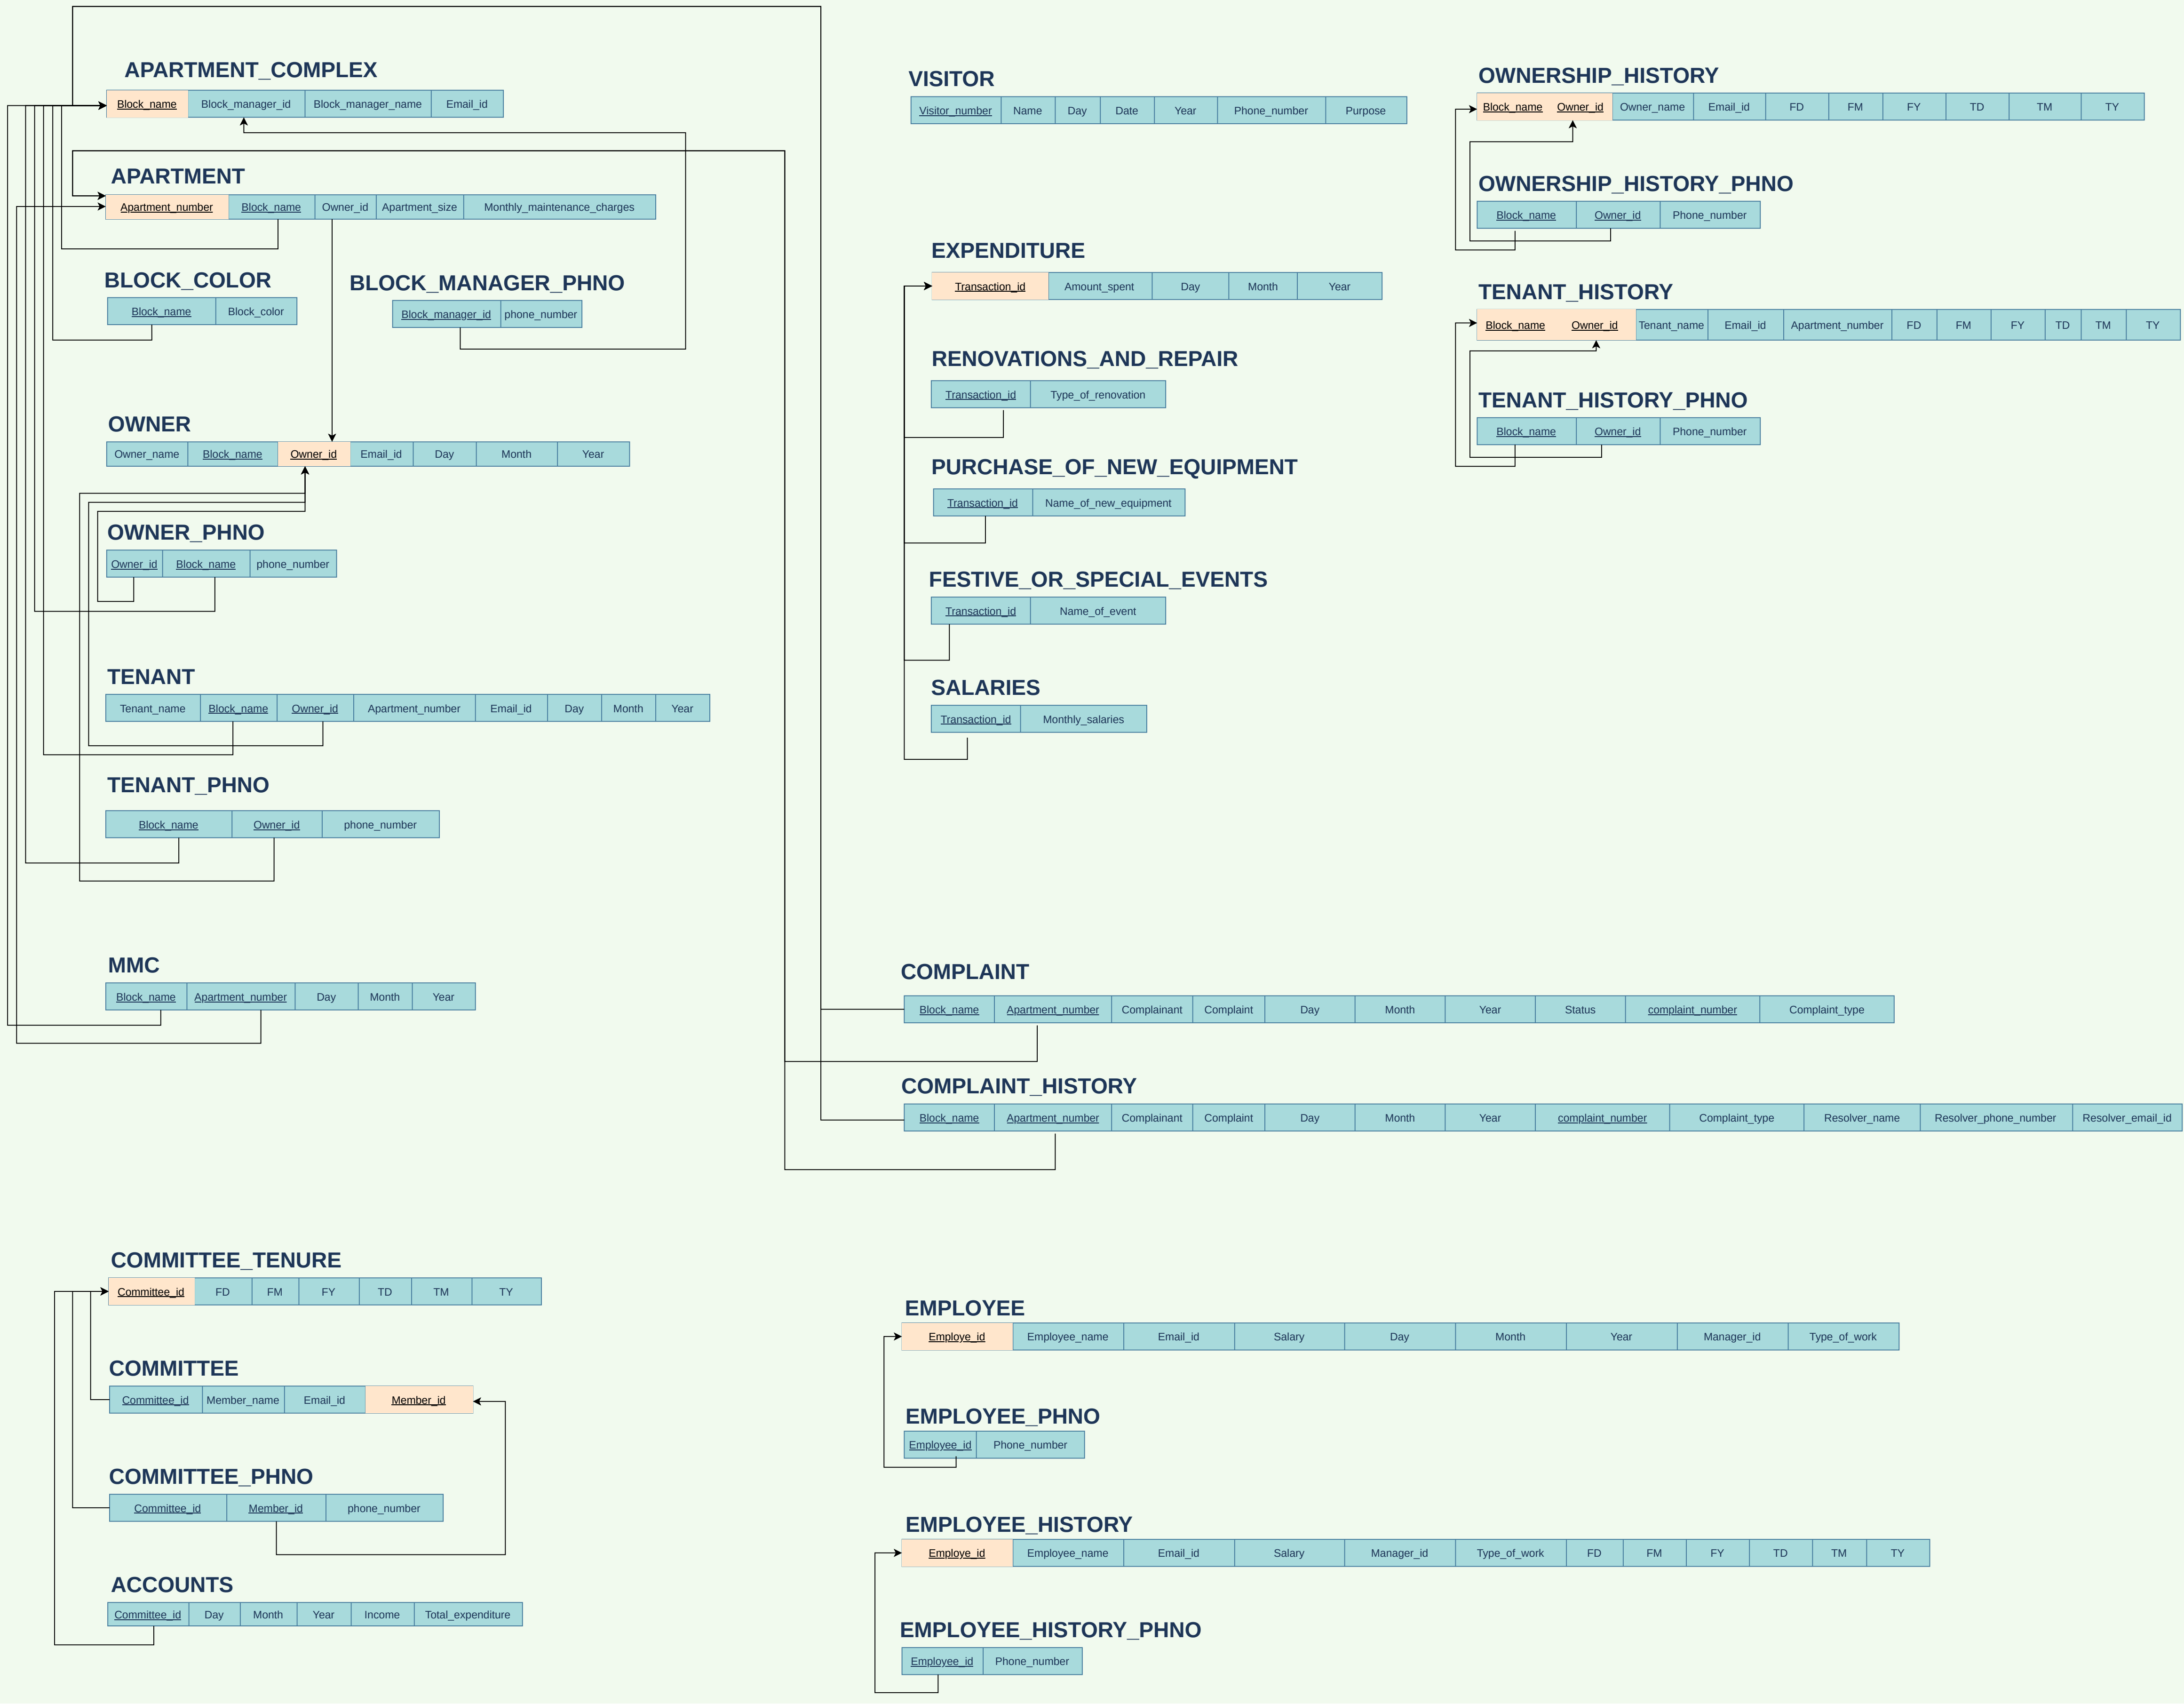 APARTMENT_COMPLEX
Block_name Block_manager_id Block_manager_name Email_id
APARTMENT
Apartment_number Block_name Owner_id Apartment_size Monthly_maintenance_charges
BLOCK_COLOR
Block_name Block_color
BLOCK_MANAGER_PHNO
Block_manager_id phone_number
OWNER
Owner_name Block_name Owner_id Email_id Day Month Year
OWNER_PHNO
Owner_id Block_name phone_number
TENANT
Tenant_name Block_name Owner_id Apartment_number Email_id Day Month Year
TENANT_PHNO
Block_name Owner_id phone_number
MMC
Block_name Apartment_number Day Month Year
COMMITTEE_TENURE
Committee_id FD FM FY TD TM TY
COMMITTEE
Committee_id Member_name Email_id Member_id
COMMITTEE_PHNO
Committee_id Member_id phone_number
ACCOUNTS
Committee_id Day Month Year Income Total_expenditure
VISITOR
Visitor_number Name Day Date Year Phone_number Purpose
EXPENDITURE
Transaction_id Amount_spent Day Month Year
RENOVATIONS_AND_REPAIR
Transaction_id Type_of_renovation
PURCHASE_OF_NEW_EQUIPMENT
Transaction_id Name_of_new_equipment
FESTIVE_OR_SPECIAL_EVENTS
Transaction_id Name_of_event
SALARIES
Transaction_id Monthly_salaries
OWNERSHIP_HISTORY
Block_name Owner_id Owner_name Email_id FD FM FY TD TM TY
OWNERSHIP_HISTORY_PHNO
Block_name Owner_id Phone_number
TENANT_HISTORY
Block_name Owner_id Tenant_name Email_id Apartment_number FD FM FY TD TM TY
TENANT_HISTORY_PHNO
Block_name Owner_id Phone_number
COMPLAINT
Block_name Apartment_number Complainant Complaint Day Month Year Status complaint_number Complaint_type
COMPLAINT_HISTORY
Block_name Apartment_number Complainant Complaint Day Month Year complaint_number Complaint_type Resolver_name Resolver_phone_number Resolver_email_id
EMPLOYEE
Employe_id Employee_name Email_id Salary Day Month Year Manager_id Type_of_work
EMPLOYEE_PHNO
Employee_id Phone_number
EMPLOYEE_HISTORY
Employe_id Employee_name Email_id Salary Manager_id Type_of_work FD FM FY TD TM TY
EMPLOYEE_HISTORY_PHNO
Employee_id Phone_number